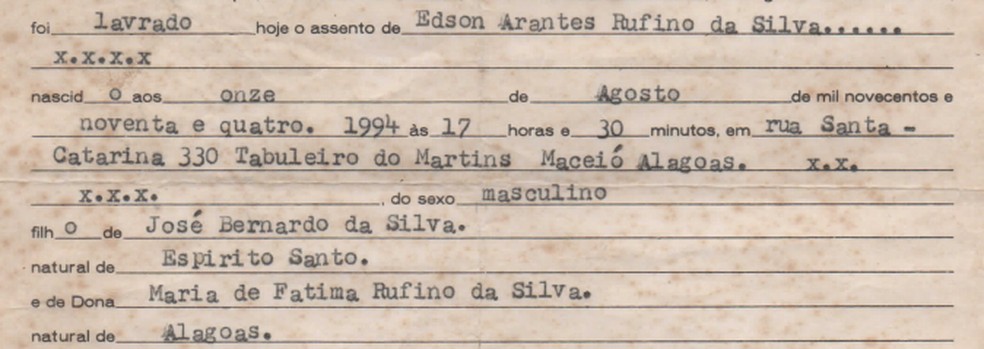 foi lavrado hoje o assento de Edson Arantes Rufino da Silva......
x.x.x.x
nascid o aos onze de Agosto de mil novecentos e
noventa e quatro. 1994 às 17 horas e 30 minutos, em rua Santa -
Catarina 330 Tabuleiro do Martins Maceió Alagoas. x.x.
x.x.x. , do sexo masculino
filh o de José Bernardo da Silva.
natural de Espirito Santo.
e de Dona Maria de Fatima Rufino da Silva.
natural de Alagoas.